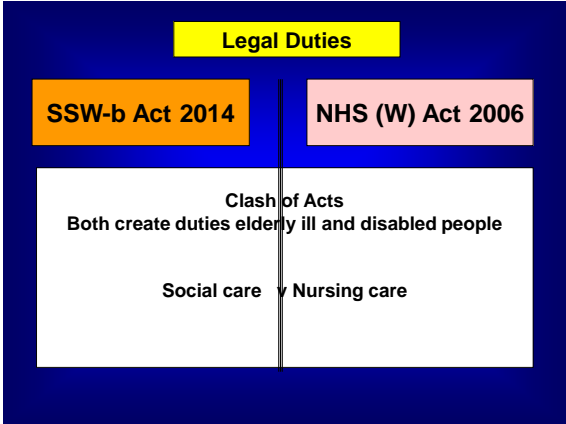 Legal Duties
SSW-b Act 2014
NHS (W) Act 2006
Clash of Acts
Both create duties elderly ill and disabled people
Social care v Nursing care